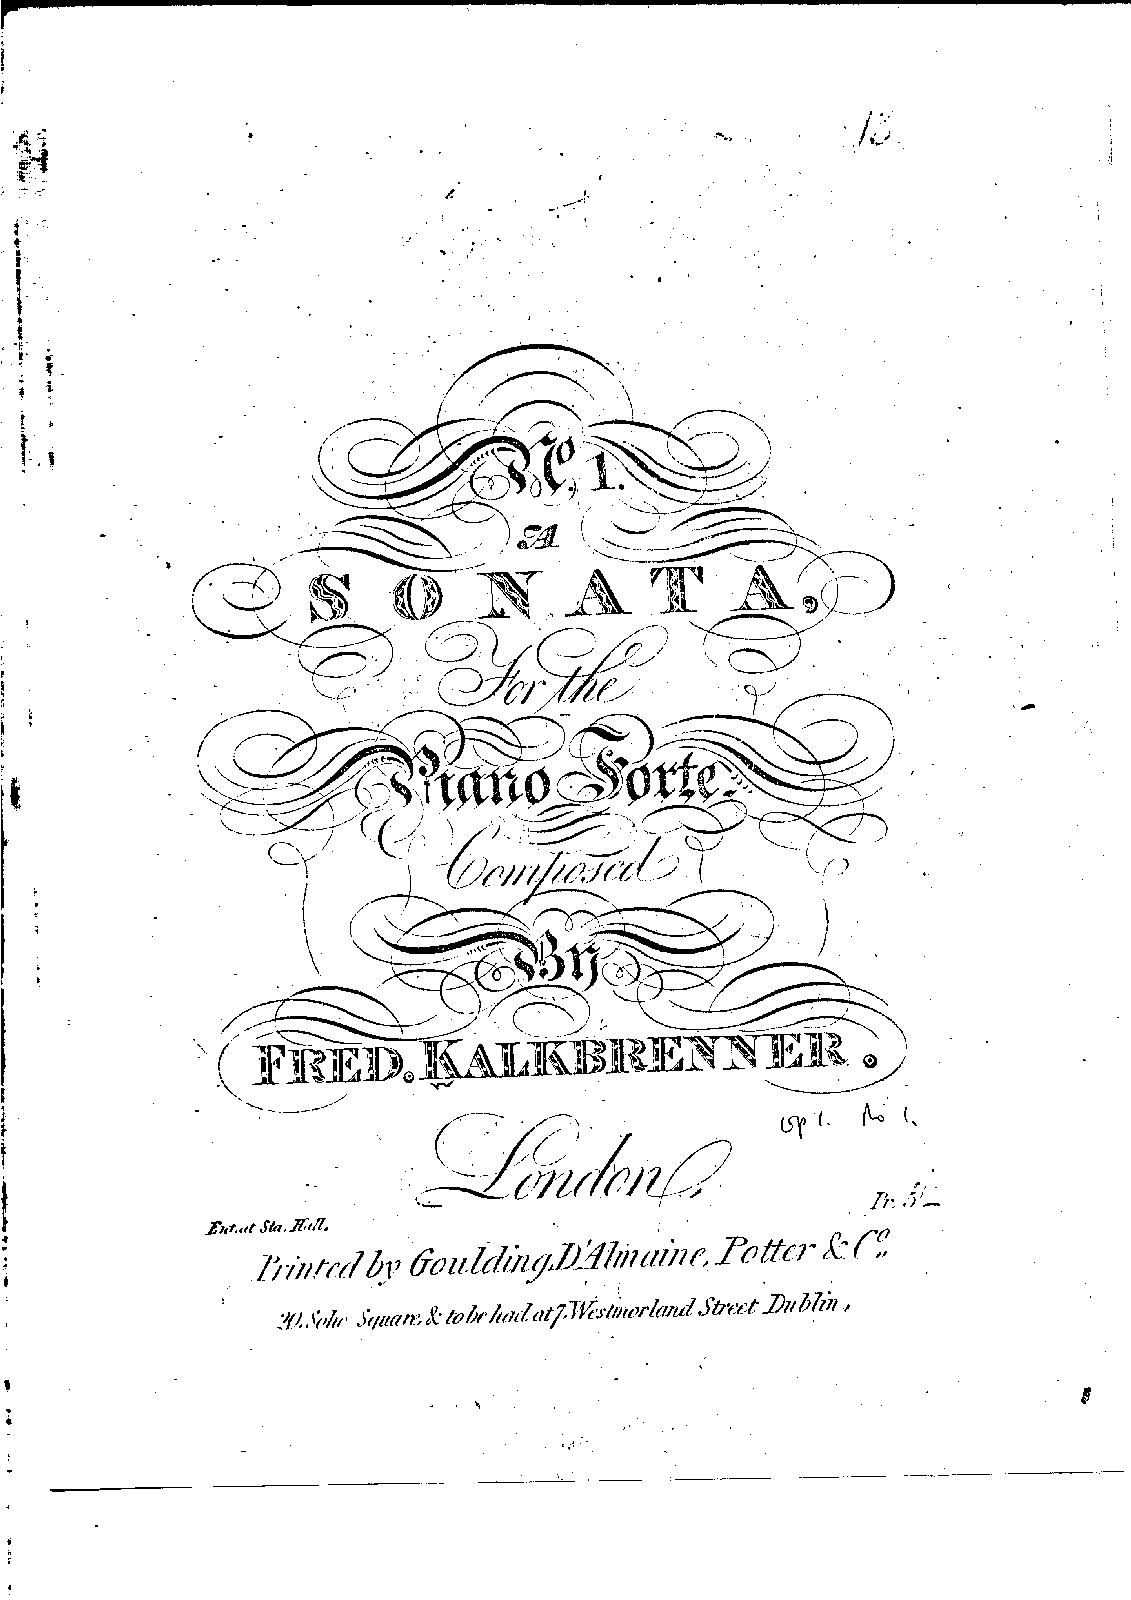 13.
No. 1.
A
SONATA,
For the
Piano Forte,
Composed
By
FRED. KALKBRENNER.
Op 1. No 1.
London,
Pr. 5/-
Ent. at Sta. Hall.
Printed by Goulding, D'Almaine, Potter & Co.
20, Soho Square, & to be had at 7, Westmorland Street Dublin,